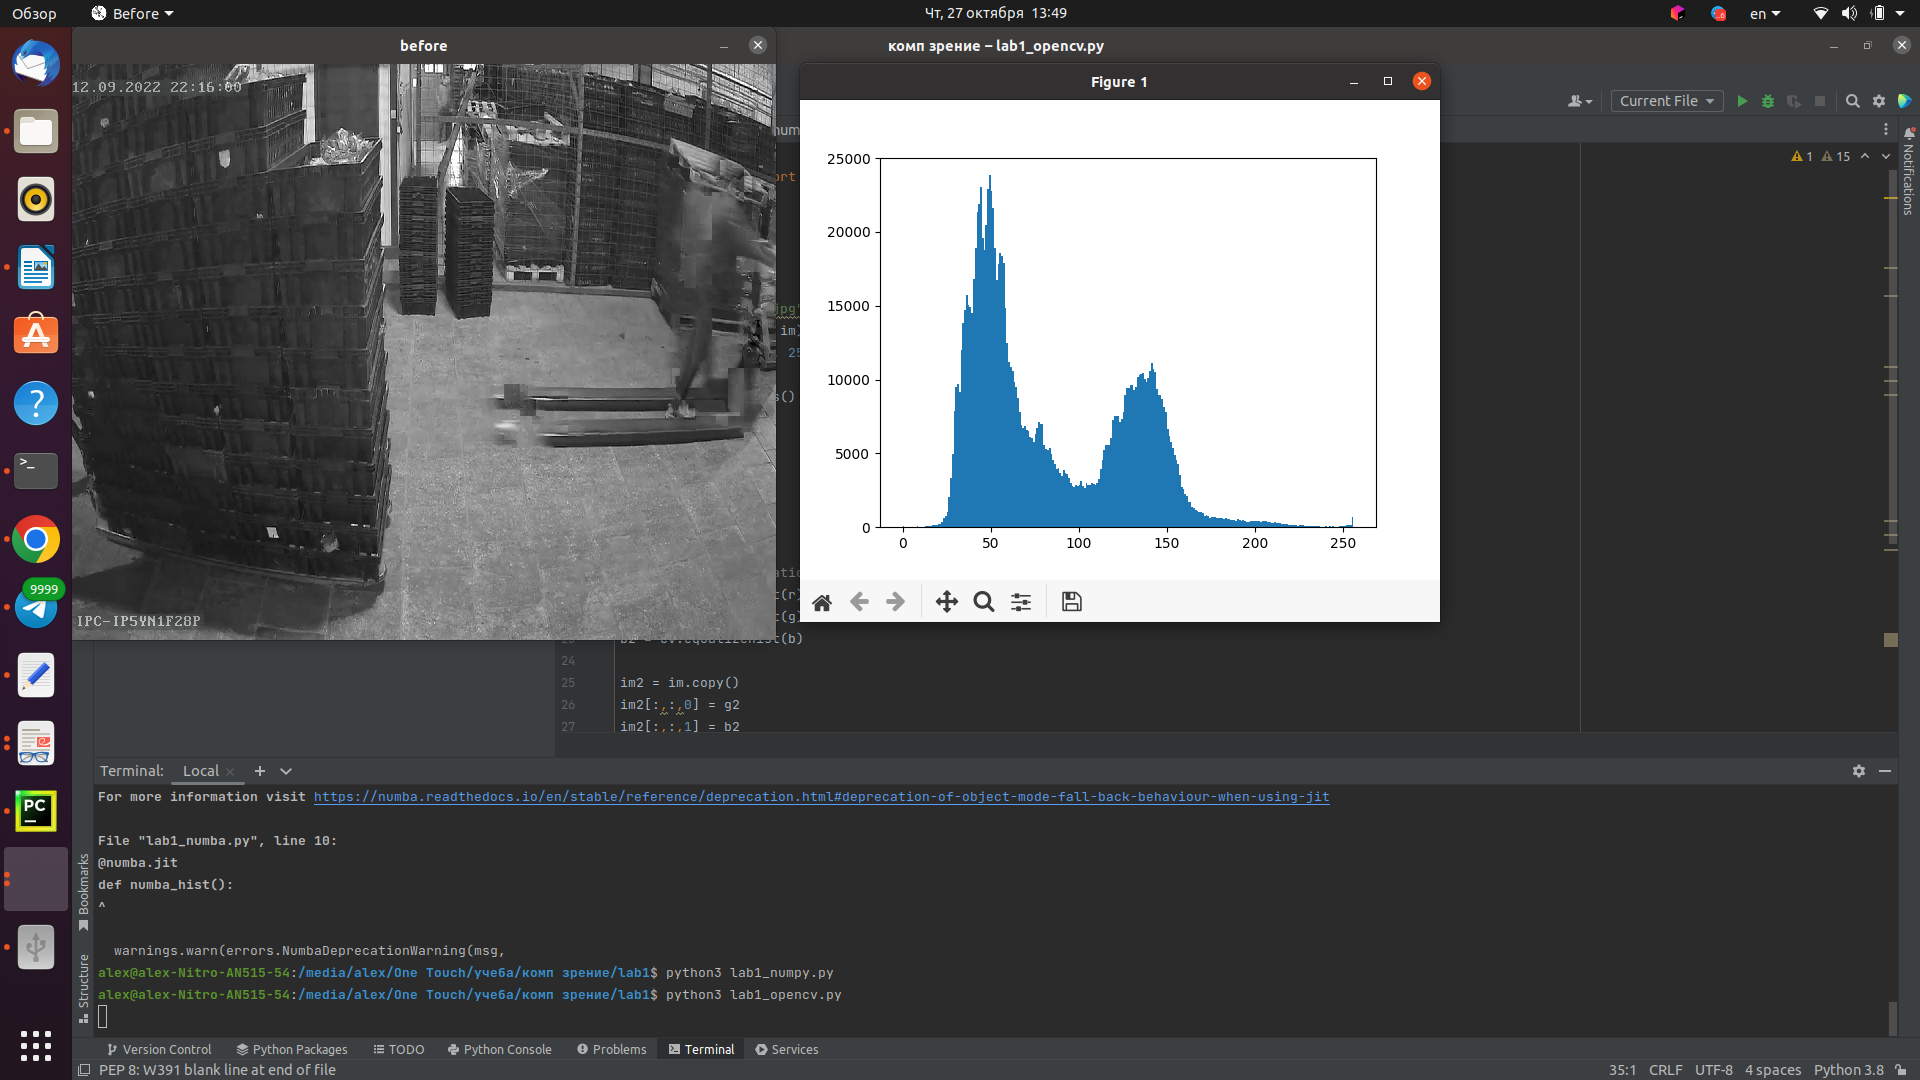 Обзор
Before
Чт, 27 октября 13:49
en
before
комп зрение – lab1_opencv.py
12.09.2022 22:16:00
IPC-IP5YN1F28P
Figure 1
25000
20000
15000
10000
5000
0
0 50 100 150 200 250
Current File
1 15
Notifications
9999
24
25 im2 = im.copy()
26 im2[:,:,0] = g2
27 im2[:,:,1] = b2
Terminal: Local
For more information visit https://numba.readthedocs.io/en/stable/reference/deprecation.html#deprecation-of-object-mode-fall-back-behaviour-when-using-jit
File "lab1_numba.py", line 10:
@numba.jit
def numba_hist():
^
warnings.warn(errors.NumbaDeprecationWarning(msg,
alex@alex-Nitro-AN515-54:/media/alex/One Touch/учеба/комп зрение/lab1$ python3 lab1_numpy.py
alex@alex-Nitro-AN515-54:/media/alex/One Touch/учеба/комп зрение/lab1$ python3 lab1_opencv.py
Bookmarks
Structure
Version Control
Python Packages
TODO
Python Console
Problems
Terminal
Services
PEP 8: W391 blank line at end of file
35:1 CRLF UTF-8 4 spaces Python 3.8